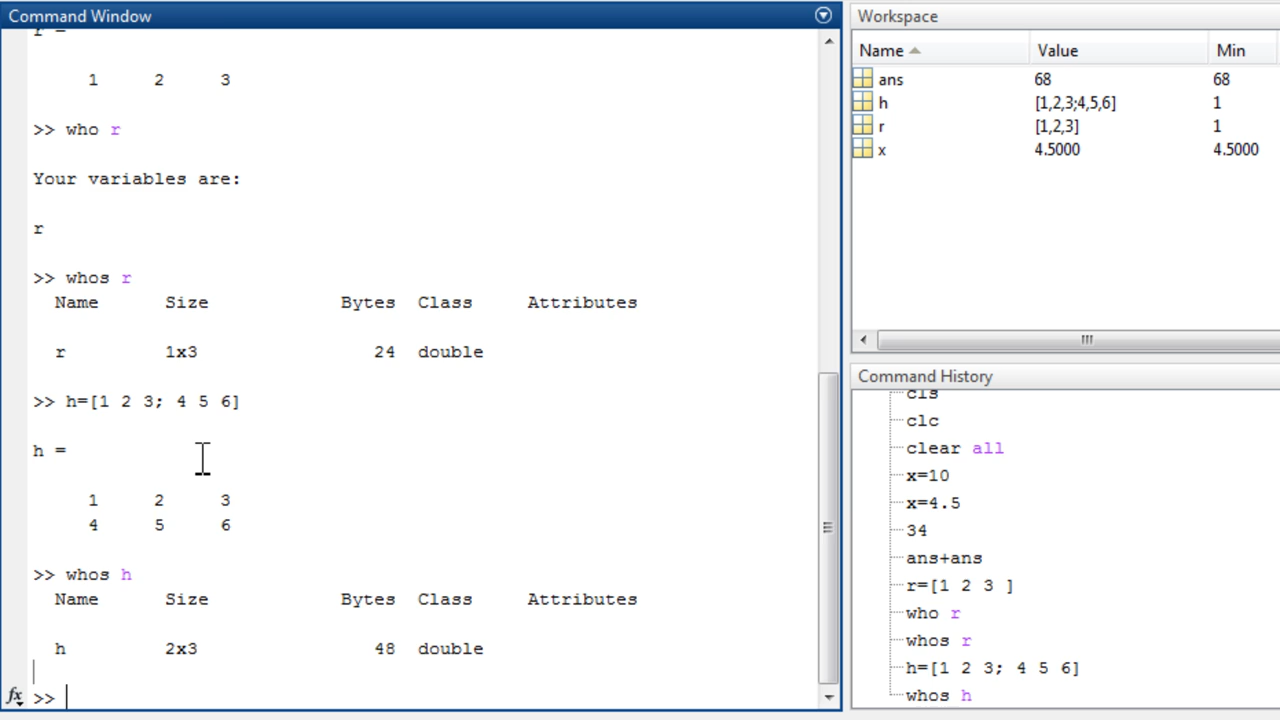 Command Window
r =
1 2 3
>> who r
Your variables are:
r
>> whos r
Name Size Bytes Class Attributes
r 1x3 24 double
>> h=[1 2 3; 4 5 6]
h =
1 2 3
4 5 6
>> whos h
Name Size Bytes Class Attributes
h 2x3 48 double
fx >>
Workspace
Name Value Min
ans 68 68
h [1,2,3;4,5,6] 1
r [1,2,3] 1
x 4.5000 4.5000
Command History
cls
clc
clear all
x=10
x=4.5
34
ans+ans
r=[1 2 3 ]
who r
whos r
h=[1 2 3; 4 5 6]
whos h